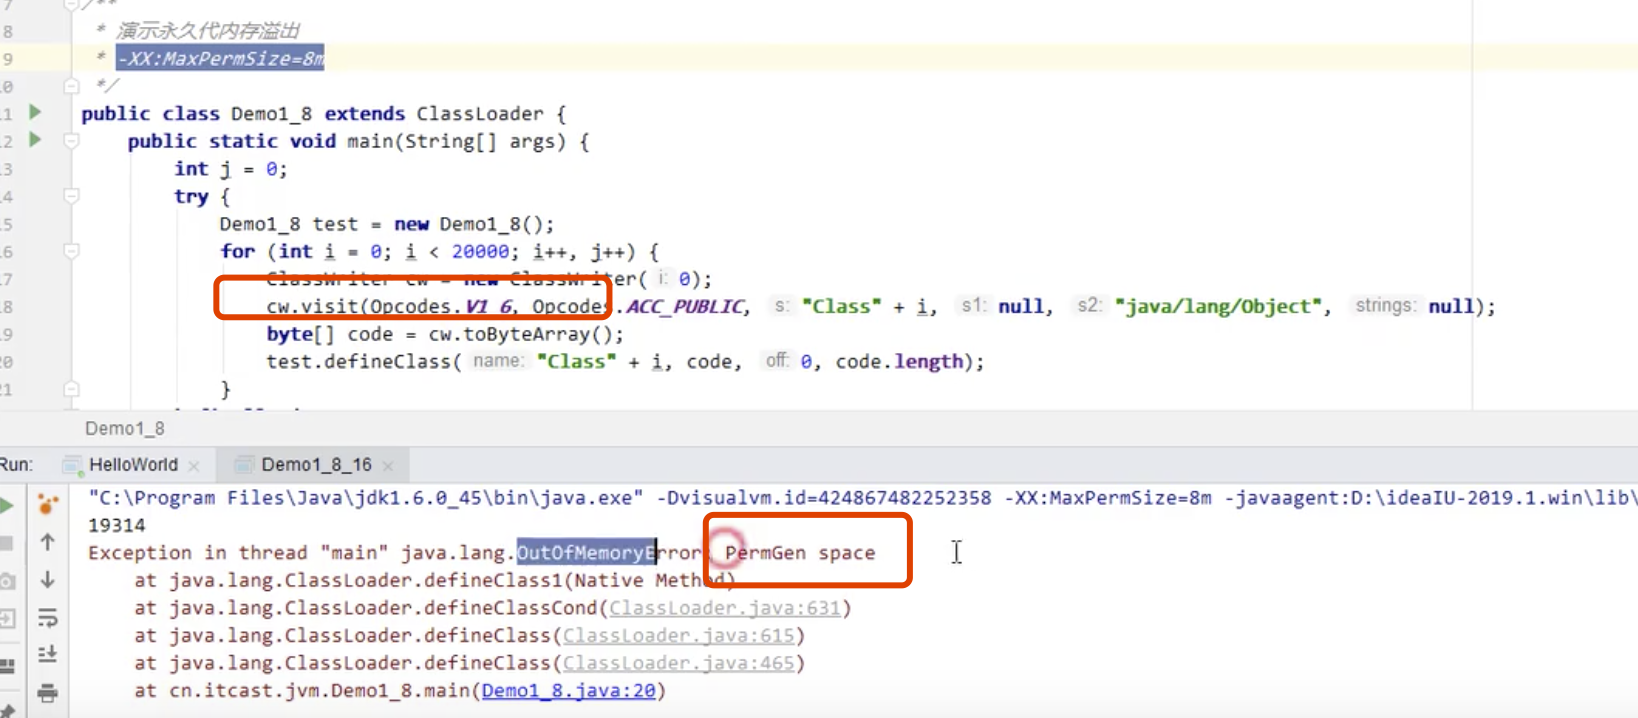 7 /**
8 * 演示永久代内存溢出
9 * -XX:MaxPermSize=8m
10 */
11 public class Demo1_8 extends ClassLoader {
12 public static void main(String[] args) {
13 int j = 0;
14 try {
15 Demo1_8 test = new Demo1_8();
16 for (int i = 0; i < 20000; i++, j++) {
17 ClassWriter cw = new ClassWriter( i: 0);
18 cw.visit(Opcodes.V1_6, Opcodes.ACC_PUBLIC, s: "Class" + i, s1: null, s2: "java/lang/Object", strings: null);
19 byte[] code = cw.toByteArray();
20 test.defineClass( name: "Class" + i, code, off: 0, code.length);
21 }
Demo1_8
Run: HelloWorld × Demo1_8_16 ×
"C:\Program Files\Java\jdk1.6.0_45\bin\java.exe" -Dvisualvm.id=424867482252358 -XX:MaxPermSize=8m -javaagent:D:\ideaIU-2019.1.win\lib\
19314
Exception in thread "main" java.lang.OutOfMemoryError: PermGen space
at java.lang.ClassLoader.defineClass1(Native Method)
at java.lang.ClassLoader.defineClassCond(ClassLoader.java:631)
at java.lang.ClassLoader.defineClass(ClassLoader.java:615)
at java.lang.ClassLoader.defineClass(ClassLoader.java:465)
at cn.itcast.jvm.Demo1_8.main(Demo1_8.java:20)